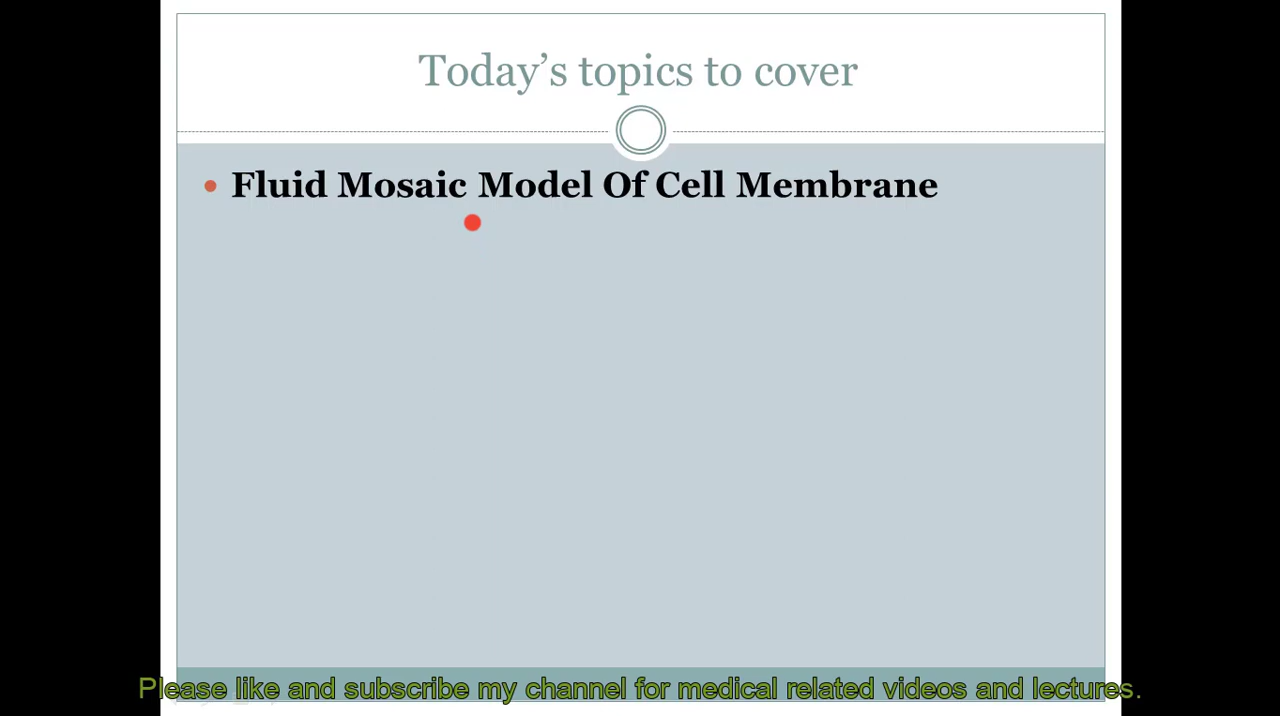 Today’s topics to cover
Fluid Mosaic Model Of Cell Membrane
Please like and subscribe my channel for medical related videos and lectures.